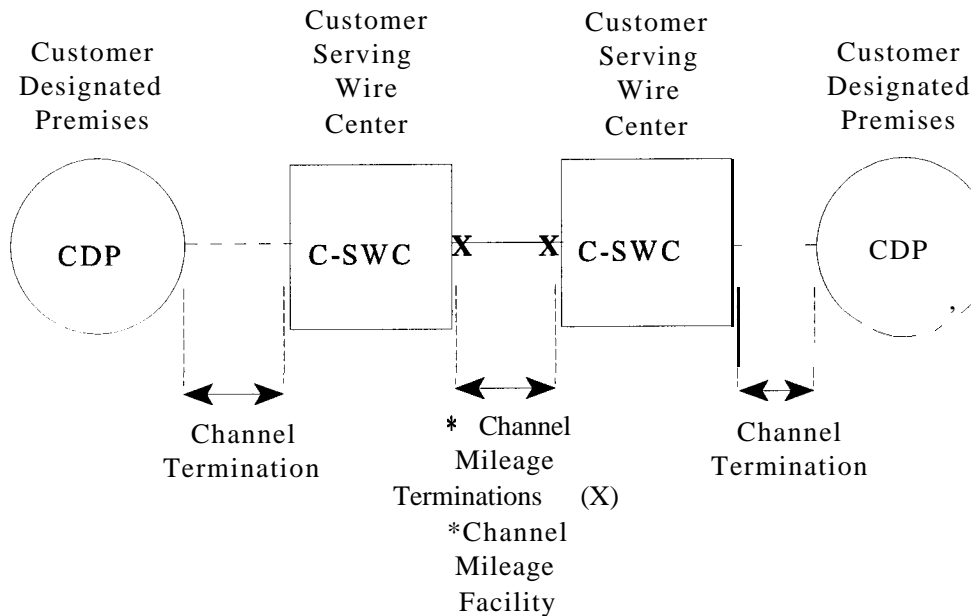 Customer
Designated
Premises
Customer
Serving
Wire
Center
Customer
Serving
Wire
Center
Customer
Designated
Premises
CDP
C-SWC
X
X
C-SWC
CDP
Channel
Termination
* Channel
Mileage
Terminations (X)
*Channel
Mileage
Facility
Channel
Termination